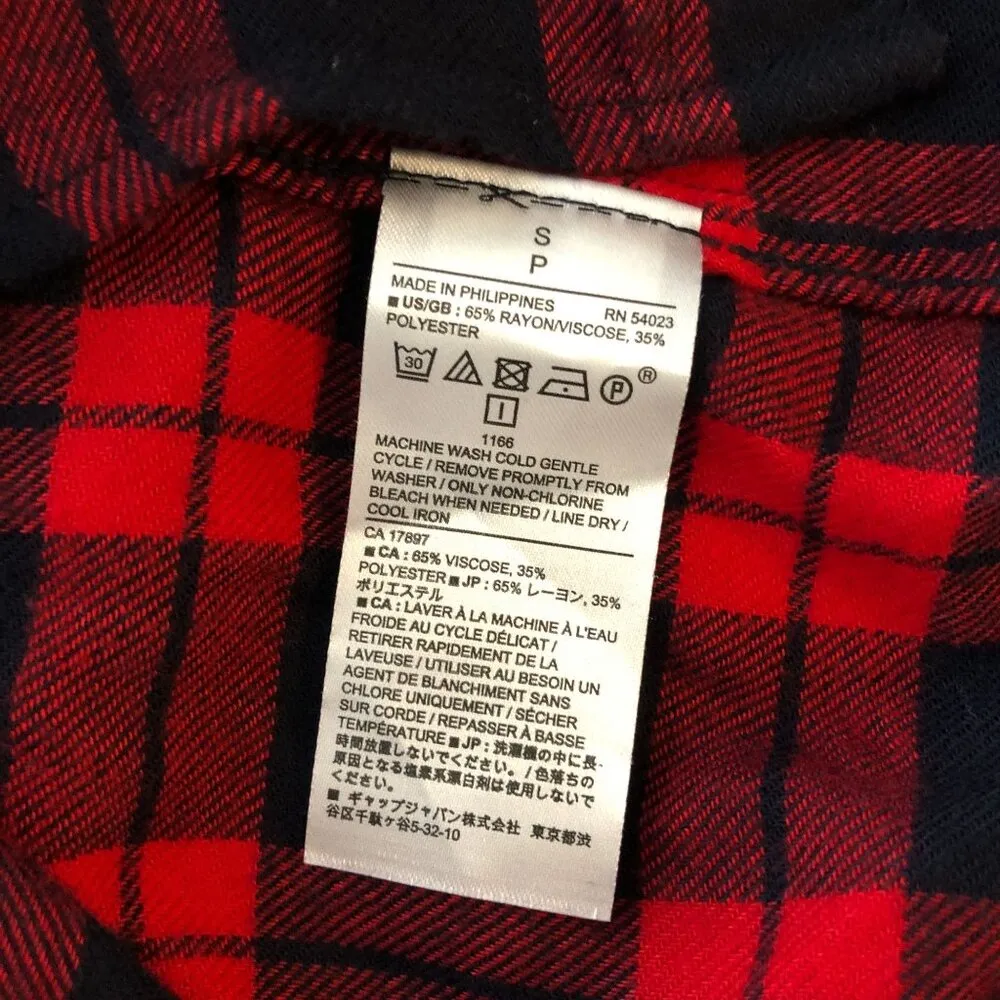 S
P
MADE IN PHILIPPINES RN 54023
■ US/GB : 65% RAYON/VISCOSE, 35%
POLYESTER
30 P ®
I
1166
MACHINE WASH COLD GENTLE
CYCLE / REMOVE PROMPTLY FROM
WASHER / ONLY NON-CHLORINE
BLEACH WHEN NEEDED / LINE DRY /
COOL IRON
CA 17897
■ CA : 65% VISCOSE, 35%
POLYESTER ■ JP : 65% レーヨン, 35%
ポリエステル
■ CA : LAVER À LA MACHINE À L'EAU
FROIDE AU CYCLE DÉLICAT /
RETIRER RAPIDEMENT DE LA
LAVEUSE / UTILISER AU BESOIN UN
AGENT DE BLANCHIMENT SANS
CHLORE UNIQUEMENT / SÉCHER
SUR CORDE / REPASSER À BASSE
TEMPÉRATURE ■ JP : 洗濯機の中に長-
時間放置しないでください。/ 色落ちの
原因となる塩素系漂白剤は使用しないで
ください。
■ ギャップジャパン株式会社 東京都渋
谷区千駄ケ谷5-32-10